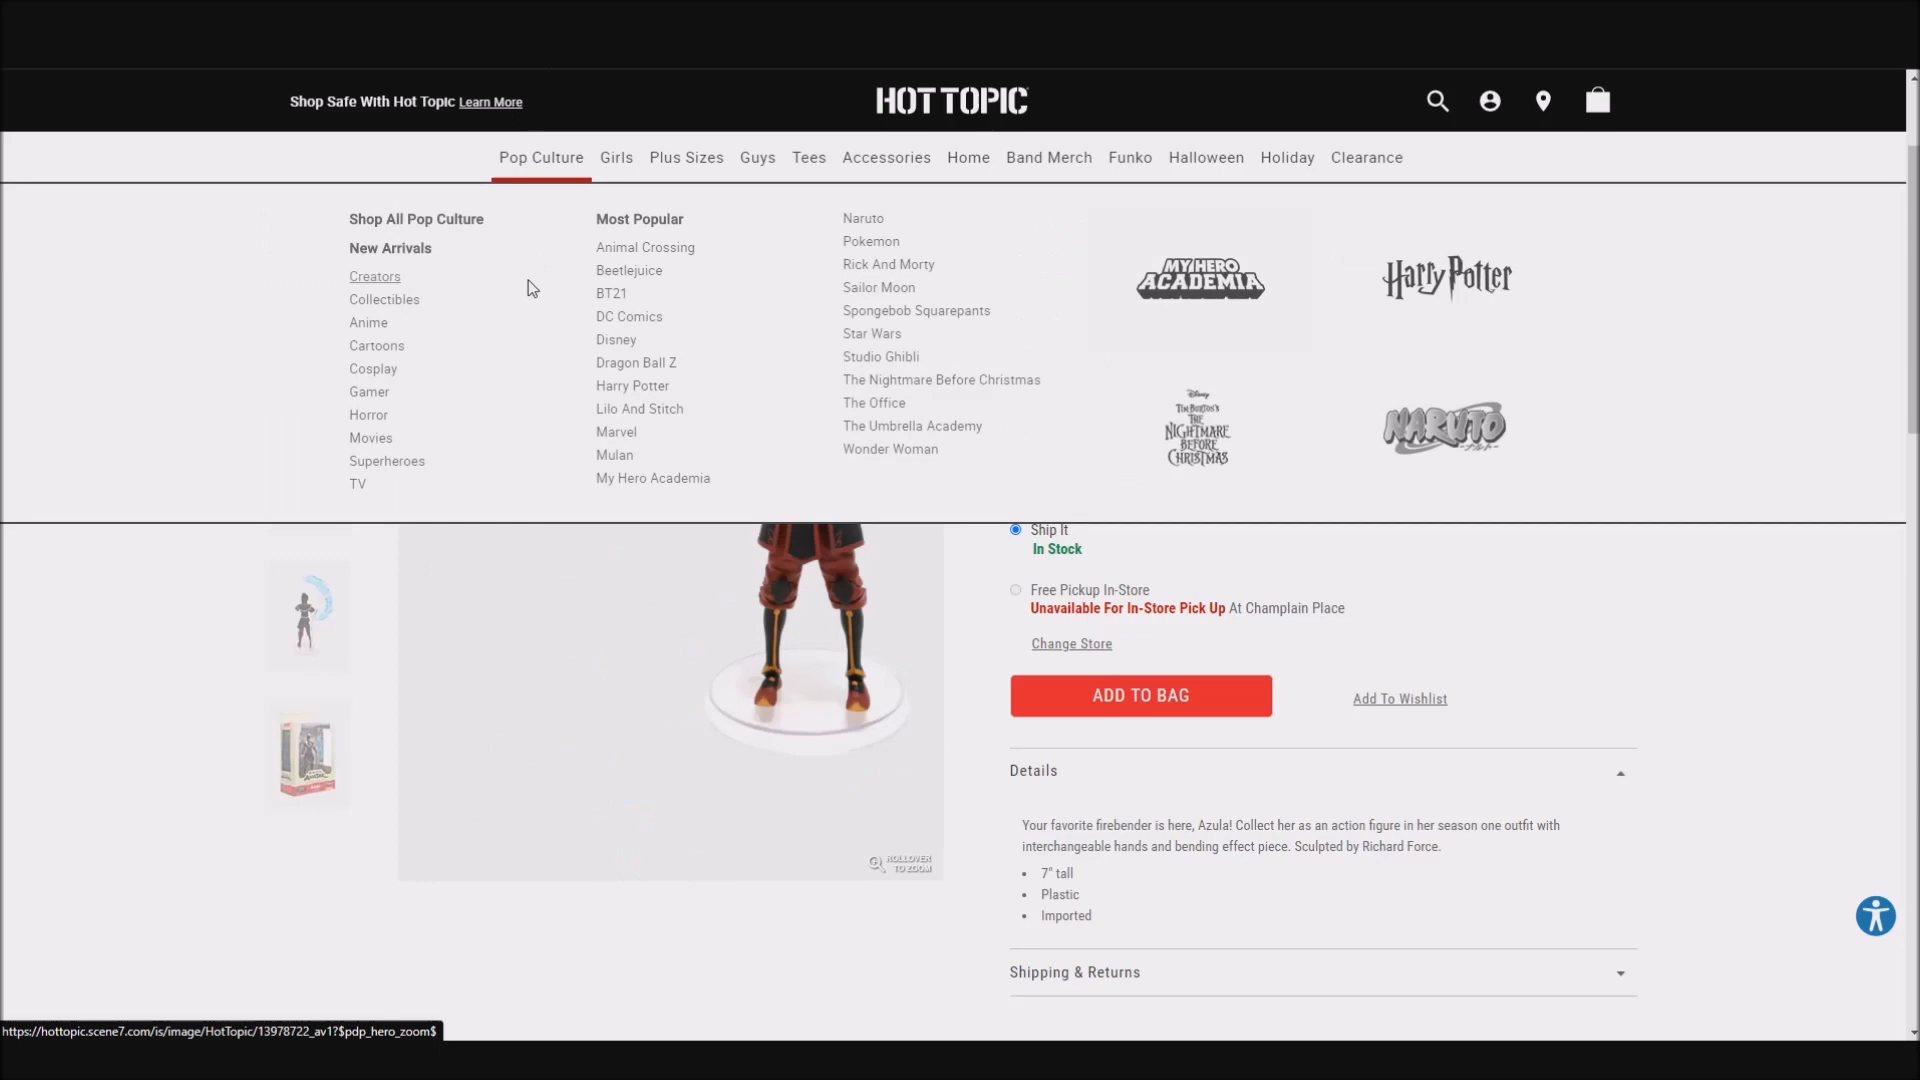 Shop Safe With Hot Topic Learn More
HOT TOPIC
Pop Culture Girls Plus Sizes Guys Tees Accessories Home Band Merch Funko Halloween Holiday Clearance
Shop All Pop Culture
New Arrivals
Creators
Collectibles
Anime
Cartoons
Cosplay
Gamer
Horror
Movies
Superheroes
TV
Most Popular
Animal Crossing
Beetlejuice
BT21
DC Comics
Disney
Dragon Ball Z
Harry Potter
Lilo And Stitch
Marvel
Mulan
My Hero Academia
Naruto
Pokemon
Rick And Morty
Sailor Moon
Spongebob Squarepants
Star Wars
Studio Ghibli
The Nightmare Before Christmas
The Office
The Umbrella Academy
Wonder Woman
MY HERO
ACADEMIA
Harry Potter
Disney
TIM BURTON'S
THE
NIGHTMARE
BEFORE
CHRISTMAS
NARUTO
ナルト
Ship It
In Stock
Free Pickup In-Store
Unavailable For In-Store Pick Up At Champlain Place
Change Store
ADD TO BAG
Add To Wishlist
Details
Your favorite firebender is here, Azula! Collect her as an action figure in her season one outfit with
interchangeable hands and bending effect piece. Sculpted by Richard Force.
• 7" tall
• Plastic
• Imported
ROLLOVER
TO ZOOM
Shipping & Returns
https://hottopic.scene7.com/is/image/HotTopic/13978722_av1?$pdp_hero_zoom$